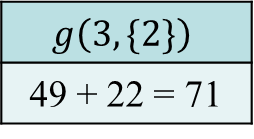 g(3,{2})
49 + 22 = 71